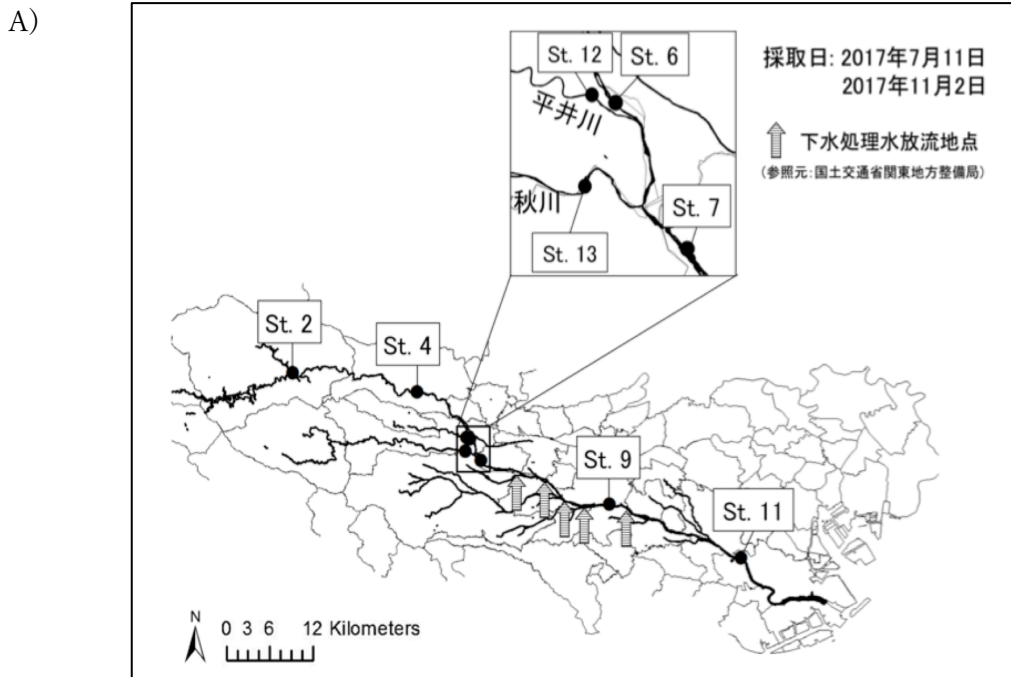 A)
St. 12
St. 6
採取日: 2017年7月11日
2017年11月2日
平井川
下水処理水放流地点
(参照元:国土交通省関東地方整備局)
秋川
St. 7
St. 13
St. 2
St. 4
St. 9
St. 11
N
0 3 6 12 Kilometers